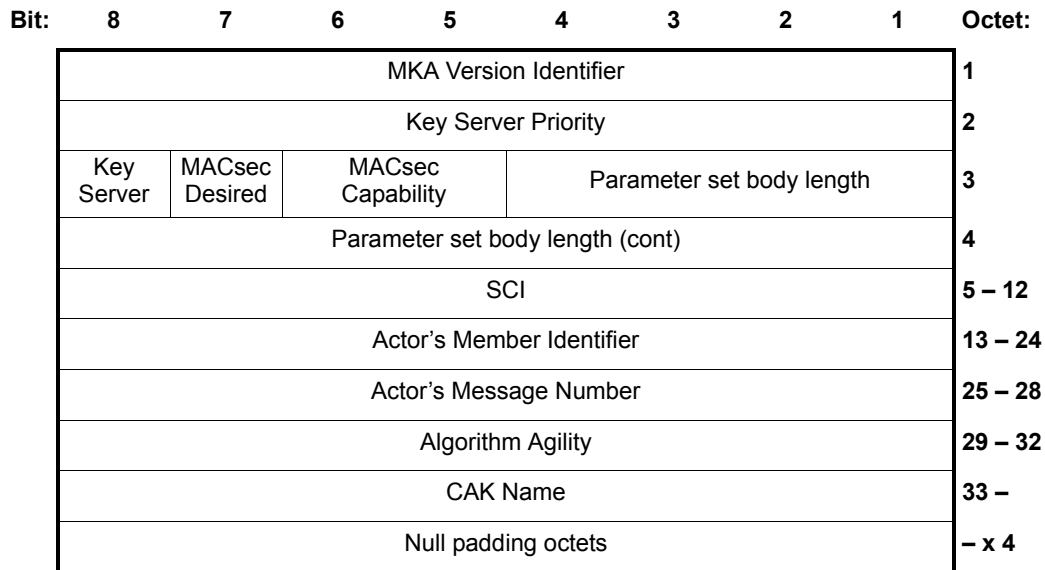 Bit: 8 7 6 5 4 3 2 1 Octet:
MKA Version Identifier 1
Key Server Priority 2
Key Server MACsec Desired MACsec Capability Parameter set body length 3
Parameter set body length (cont) 4
SCI 5 – 12
Actor’s Member Identifier 13 – 24
Actor’s Message Number 25 – 28
Algorithm Agility 29 – 32
CAK Name 33 –
Null padding octets – x 4